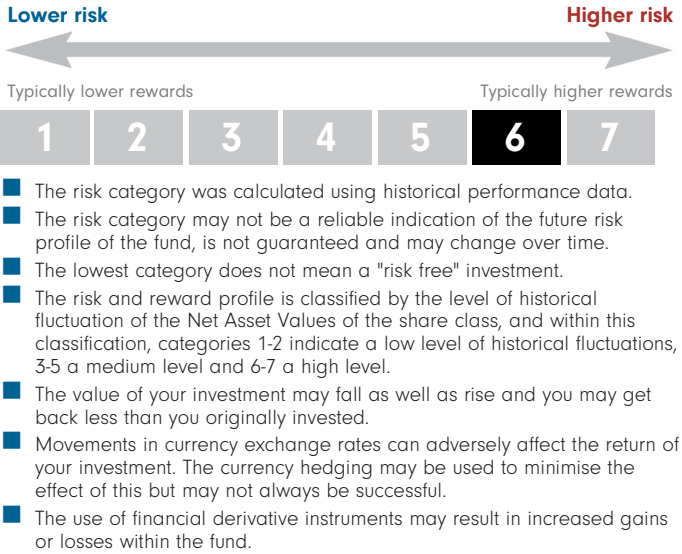 Lower risk Higher risk
Typically lower rewards Typically higher rewards
1 2 3 4 5 6 7
The risk category was calculated using historical performance data.
The risk category may not be a reliable indication of the future risk
profile of the fund, is not guaranteed and may change over time.
The lowest category does not mean a "risk free" investment.
The risk and reward profile is classified by the level of historical
fluctuation of the Net Asset Values of the share class, and within this
classification, categories 1-2 indicate a low level of historical fluctuations,
3-5 a medium level and 6-7 a high level.
The value of your investment may fall as well as rise and you may get
back less than you originally invested.
Movements in currency exchange rates can adversely affect the return of
your investment. The currency hedging may be used to minimise the
effect of this but may not always be successful.
The use of financial derivative instruments may result in increased gains
or losses within the fund.